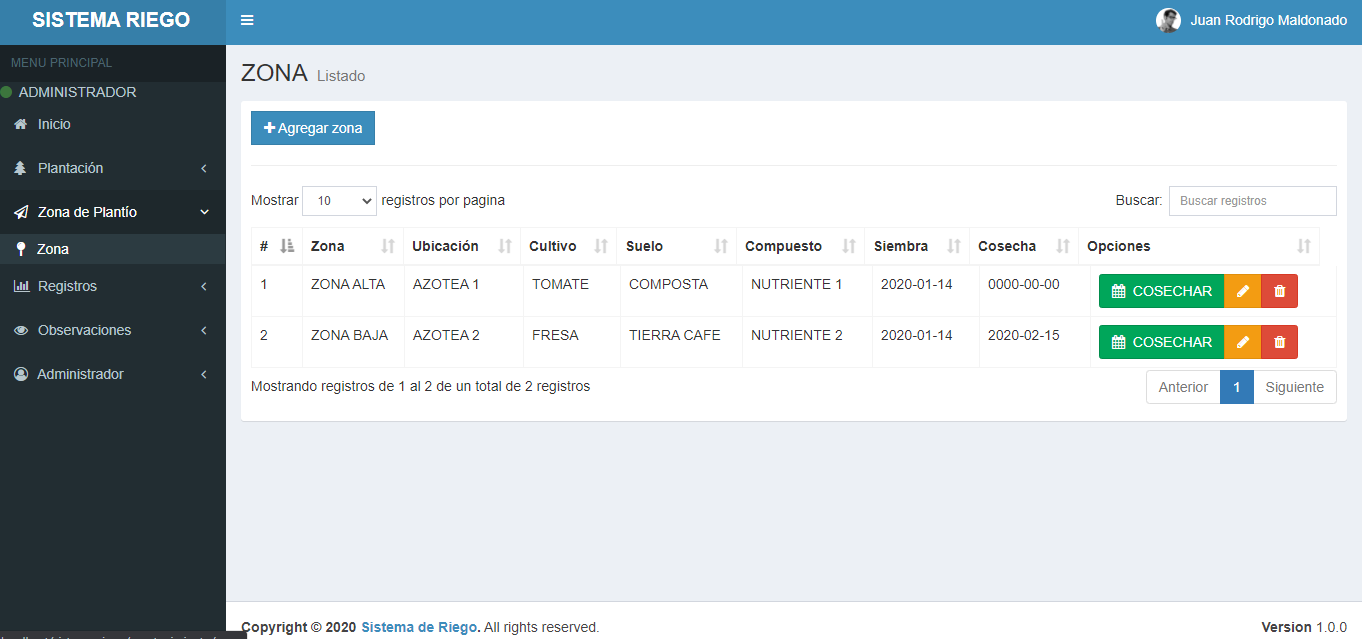 SISTEMA RIEGO
Juan Rodrigo Maldonado
MENU PRINCIPAL
ADMINISTRADOR
Inicio
Plantación
Zona de Plantío
Zona
Registros
Observaciones
Administrador
ZONA Listado
Agregar zona
Mostrar 10 registros por pagina
Buscar: Buscar registros
# Zona Ubicación Cultivo Suelo Compuesto Siembra Cosecha Opciones
1 ZONA ALTA AZOTEA 1 TOMATE COMPOSTA NUTRIENTE 1 2020-01-14 0000-00-00 COSECHAR
2 ZONA BAJA AZOTEA 2 FRESA TIERRA CAFE NUTRIENTE 2 2020-01-14 2020-02-15 COSECHAR
Mostrando registros de 1 al 2 de un total de 2 registros
Anterior 1 Siguiente
Copyright © 2020 Sistema de Riego. All rights reserved.
Version 1.0.0